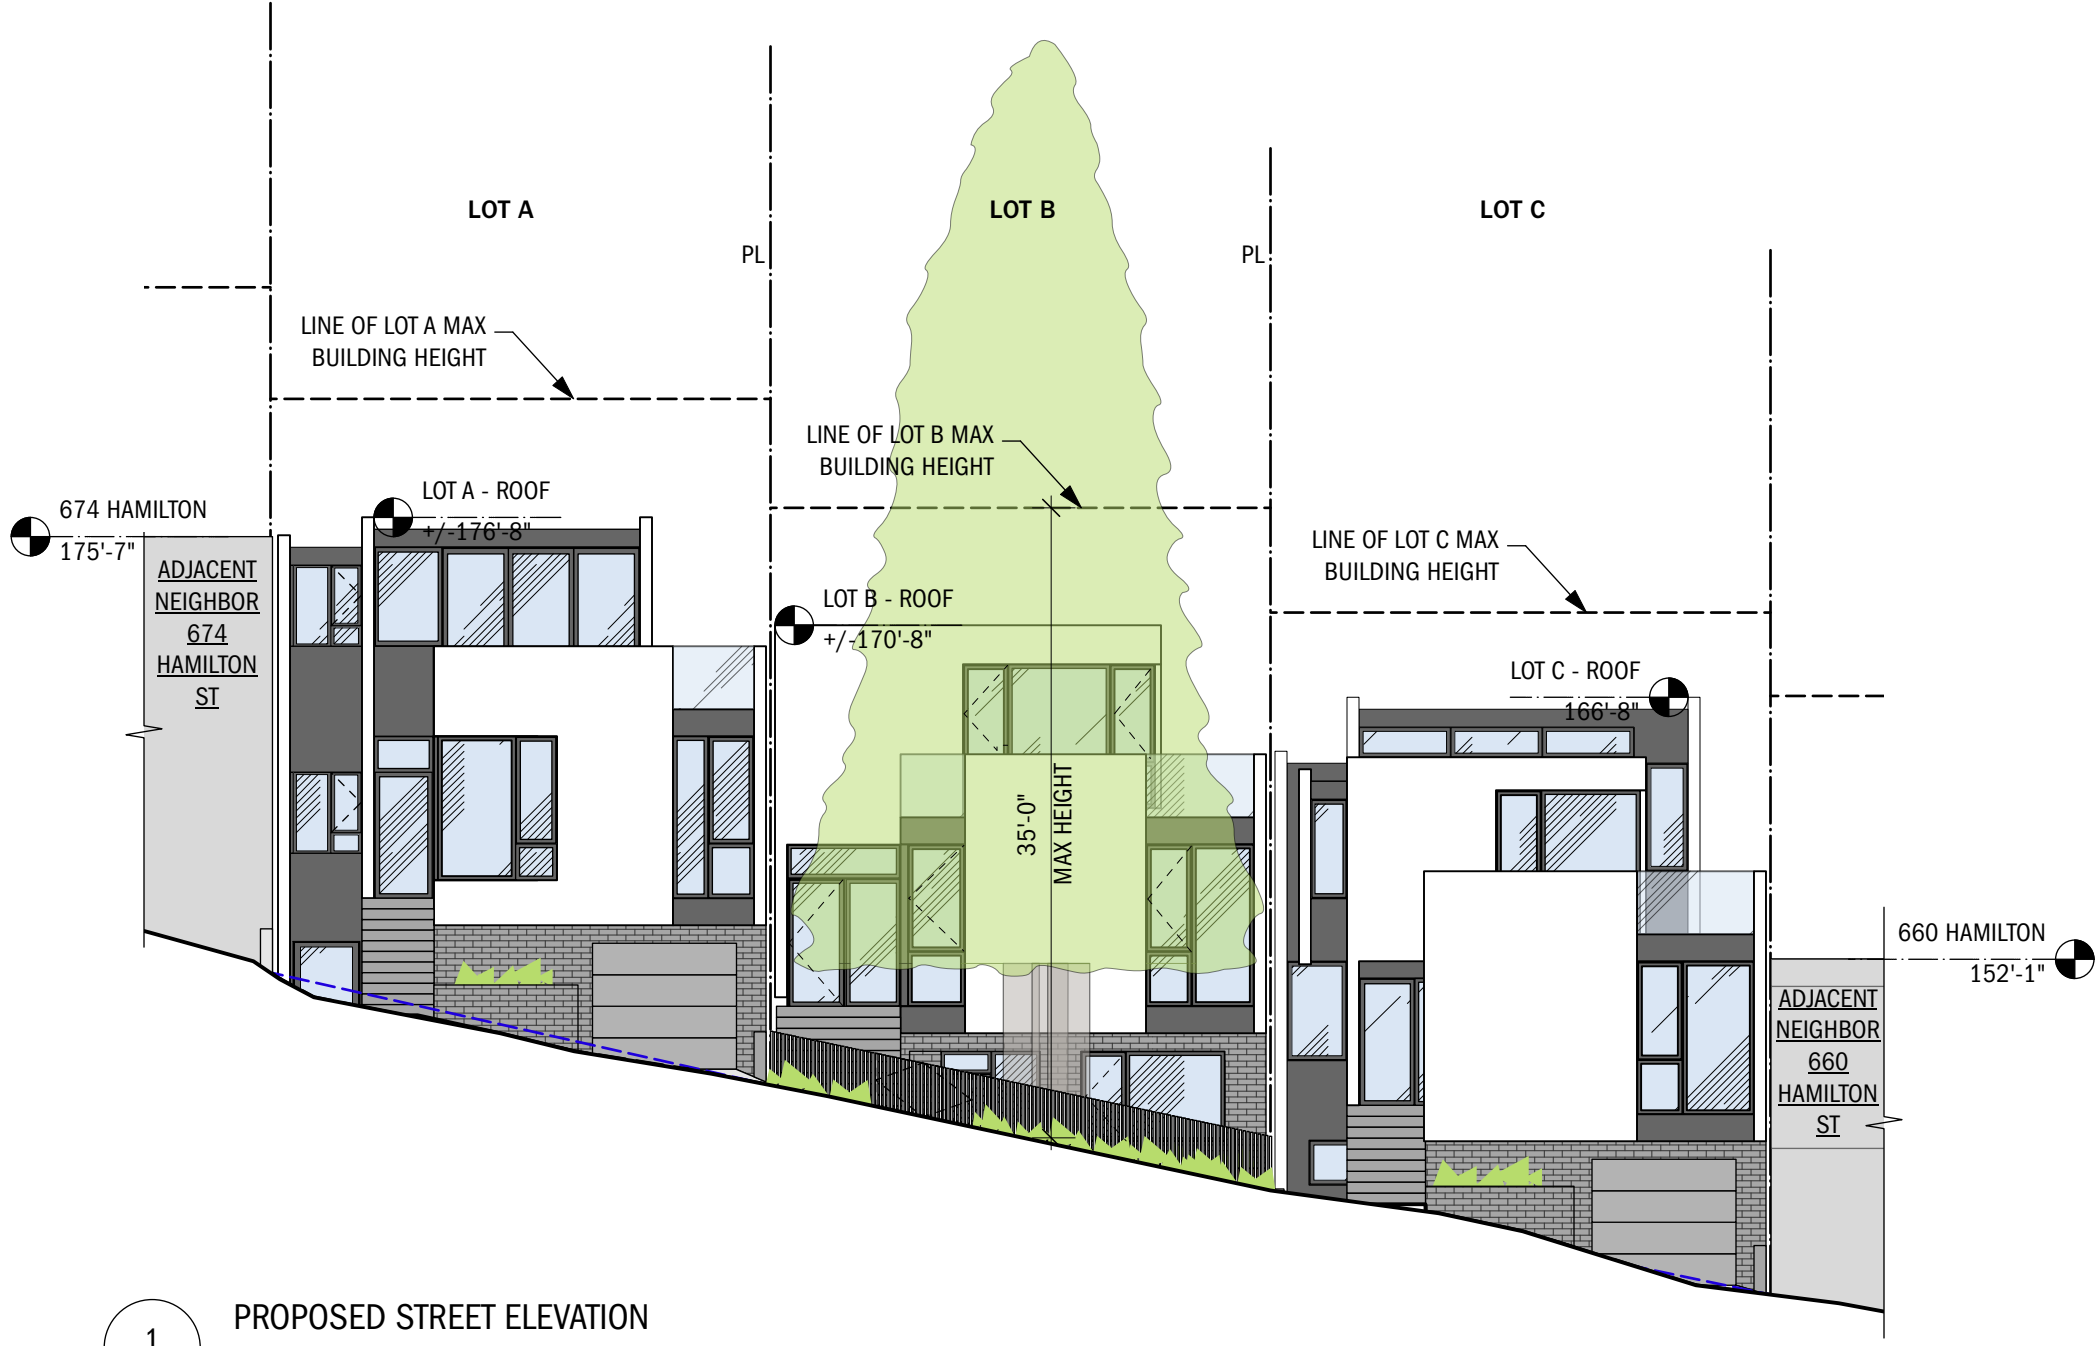 LOT A
LOT B
LOT C
PL
PL
LINE OF LOT A MAX
BUILDING HEIGHT
LINE OF LOT B MAX
BUILDING HEIGHT
LINE OF LOT C MAX
BUILDING HEIGHT
674 HAMILTON
175'-7"
LOT A - ROOF
+/-176'-8"
ADJACENT
NEIGHBOR
674
HAMILTON
ST
LOT B - ROOF
+/-170'-8"
LOT C - ROOF
166'-8"
35'-0"
MAX HEIGHT
660 HAMILTON
152'-1"
ADJACENT
NEIGHBOR
660
HAMILTON
ST
1
PROPOSED STREET ELEVATION